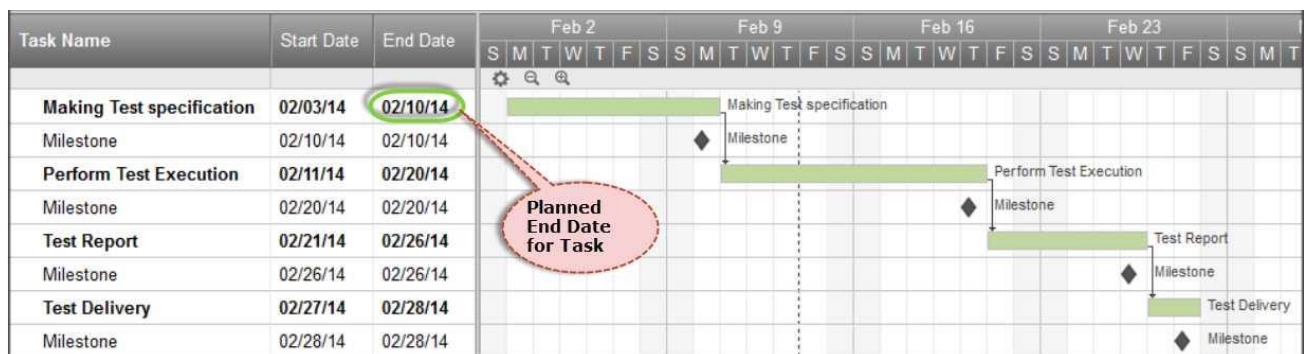 Task Name Start Date End Date Feb 2 Feb 9 Feb 16 Feb 23
S M T W T F S S M T W T F S S M T W T F S S M T W T F S S M T
Making Test specification 02/03/14 02/10/14 Making Test specification
Milestone 02/10/14 02/10/14 Milestone
Perform Test Execution 02/11/14 02/20/14 Perform Test Execution
Milestone 02/20/14 02/20/14 Milestone
Planned
End Date
for Task
Test Report 02/21/14 02/26/14 Test Report
Milestone 02/26/14 02/26/14 Milestone
Test Delivery 02/27/14 02/28/14 Test Delivery
Milestone 02/28/14 02/28/14 Milestone